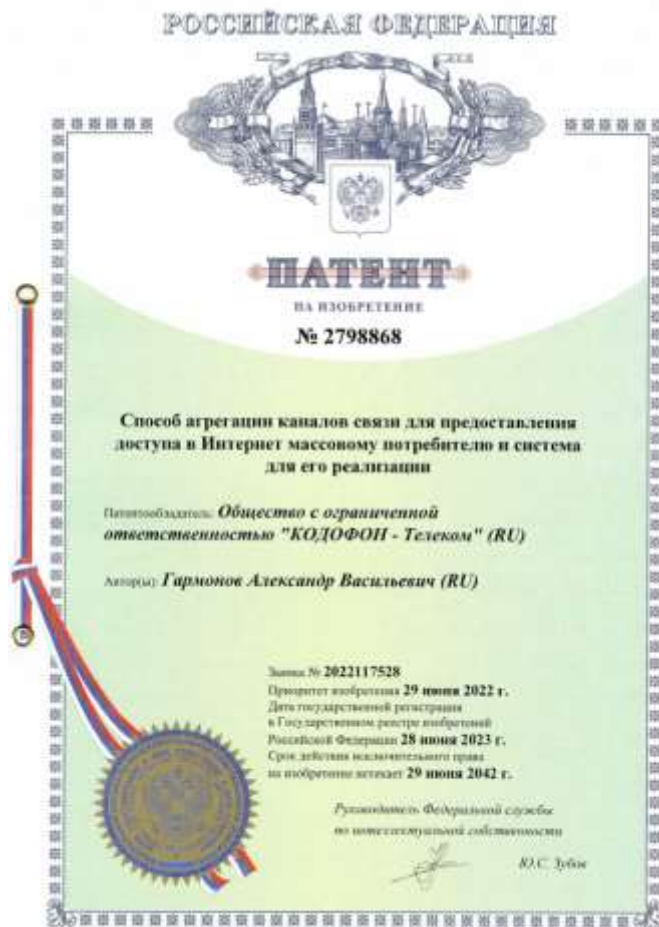 РОССИЙСКАЯ ФЕДЕРАЦИЯ
ПАТЕНТ
НА ИЗОБРЕТЕНИЕ
№ 2798868
Способ агрегации каналов связи для предоставления
доступа в Интернет массовому потребителю и система
для его реализации
Патентообладатель: Общество с ограниченной
ответственностью "КОДОФОН - Телеком" (RU)
Автор(ы): Гармонов Александр Васильевич (RU)
Заявка № 2022117528
Приоритет изобретения 29 июня 2022 г.
Дата государственной регистрации
в Государственном реестре изобретений
Российской Федерации 28 июня 2023 г.
Срок действия исключительного права
на изобретение истекает 29 июня 2042 г.
Руководитель Федеральной службы
по интеллектуальной собственности
Ю.С. Зубов